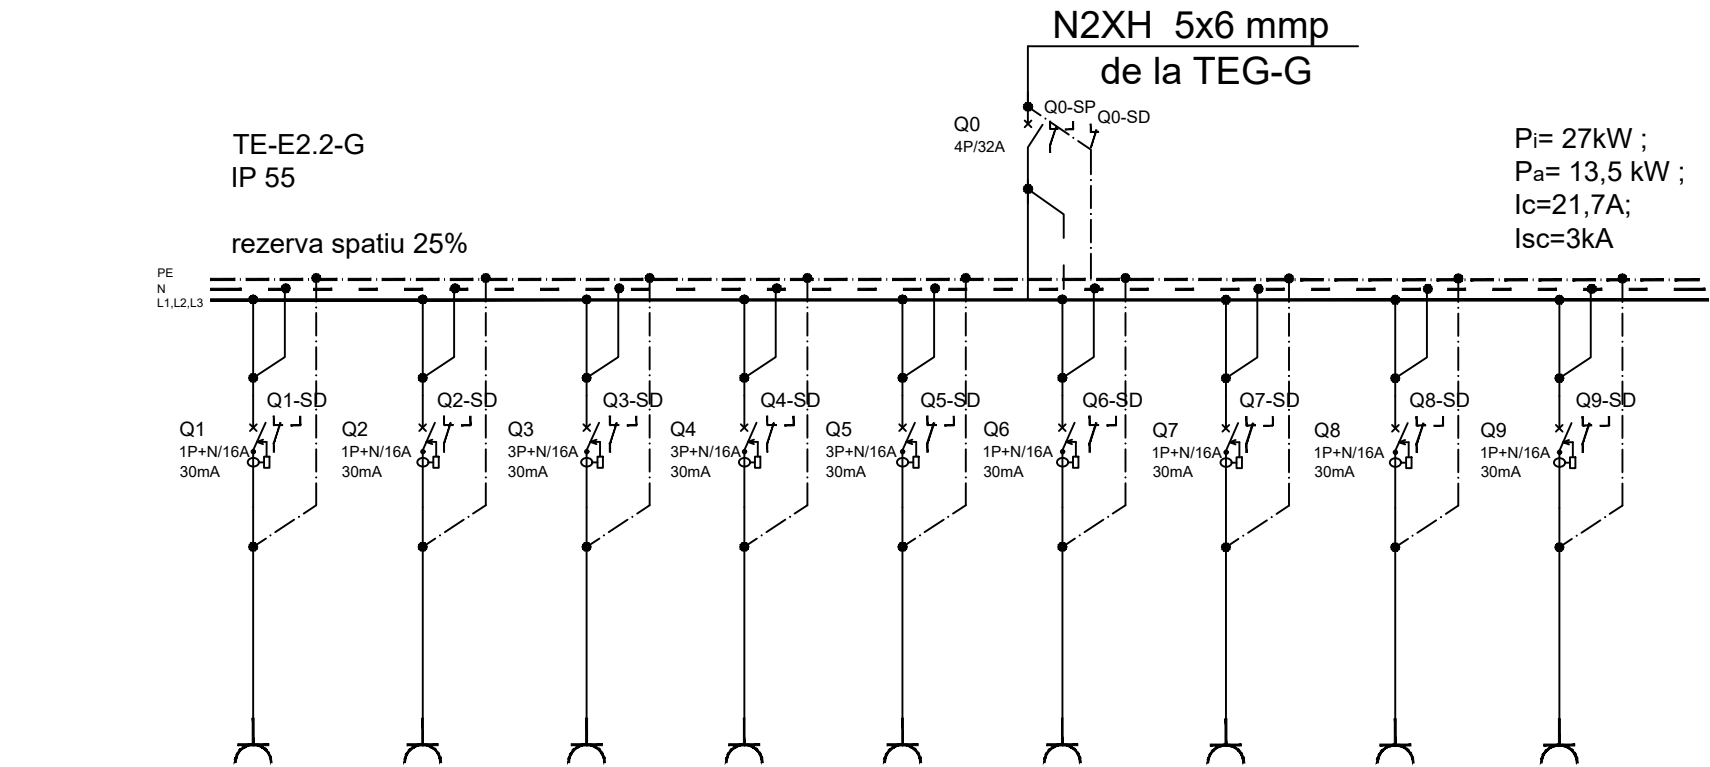 N2XH 5x6 mmp
de la TEG-G
Q0-SP
Q0-SD
Q0
4P/32A
TE-E2.2-G
IP 55
rezerva spatiu 25%
Pi= 27kW ;
Pa= 13,5 kW ;
Ic=21,7A;
Isc=3kA
PE
N
L1,L2,L3
Q1-SD
Q1
1P+N/16A
30mA
Q2-SD
Q2
1P+N/16A
30mA
Q3-SD
Q3
3P+N/16A
30mA
Q4-SD
Q4
3P+N/16A
30mA
Q5-SD
Q5
3P+N/16A
30mA
Q6-SD
Q6
1P+N/16A
30mA
Q7-SD
Q7
1P+N/16A
30mA
Q8-SD
Q8
1P+N/16A
30mA
Q9-SD
Q9
1P+N/16A
30mA